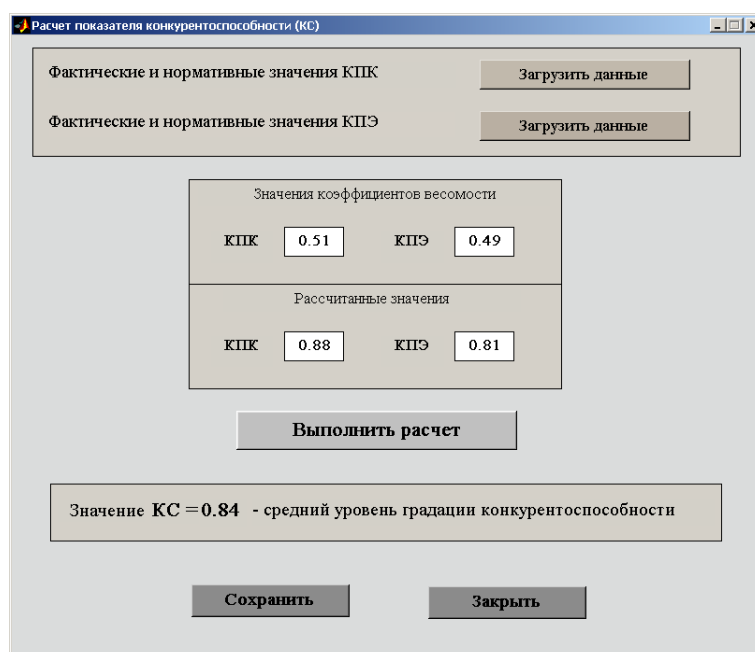 Расчет показателя конкурентоспособности (КС)
Фактические и нормативные значения КПК Загрузить данные
Фактические и нормативные значения КПЭ Загрузить данные
Значения коэффициентов весомости
КПК 0.51 КПЭ 0.49
Рассчитанные значения
КПК 0.88 КПЭ 0.81
Выполнить расчет
Значение КС =0.84 - средний уровень градации конкурентоспособности
Сохранить Закрыть